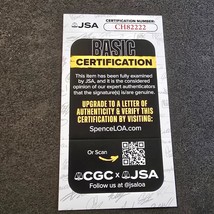 JSA
CERTIFICATION NUMBER:
CH82222
BASIC
CERTIFICATION
This item has been fully examined
by JSA, and it is the considered
opinion of our expert authenticators
that the signature(s) is/are genuine.
UPGRADE TO A LETTER OF
AUTHENTICITY & VERIFY THIS
CERTIFICATION BY VISITING:
SpenceLOA.com
Or Scan
CGC X JSA
Follow us at @jsaloa